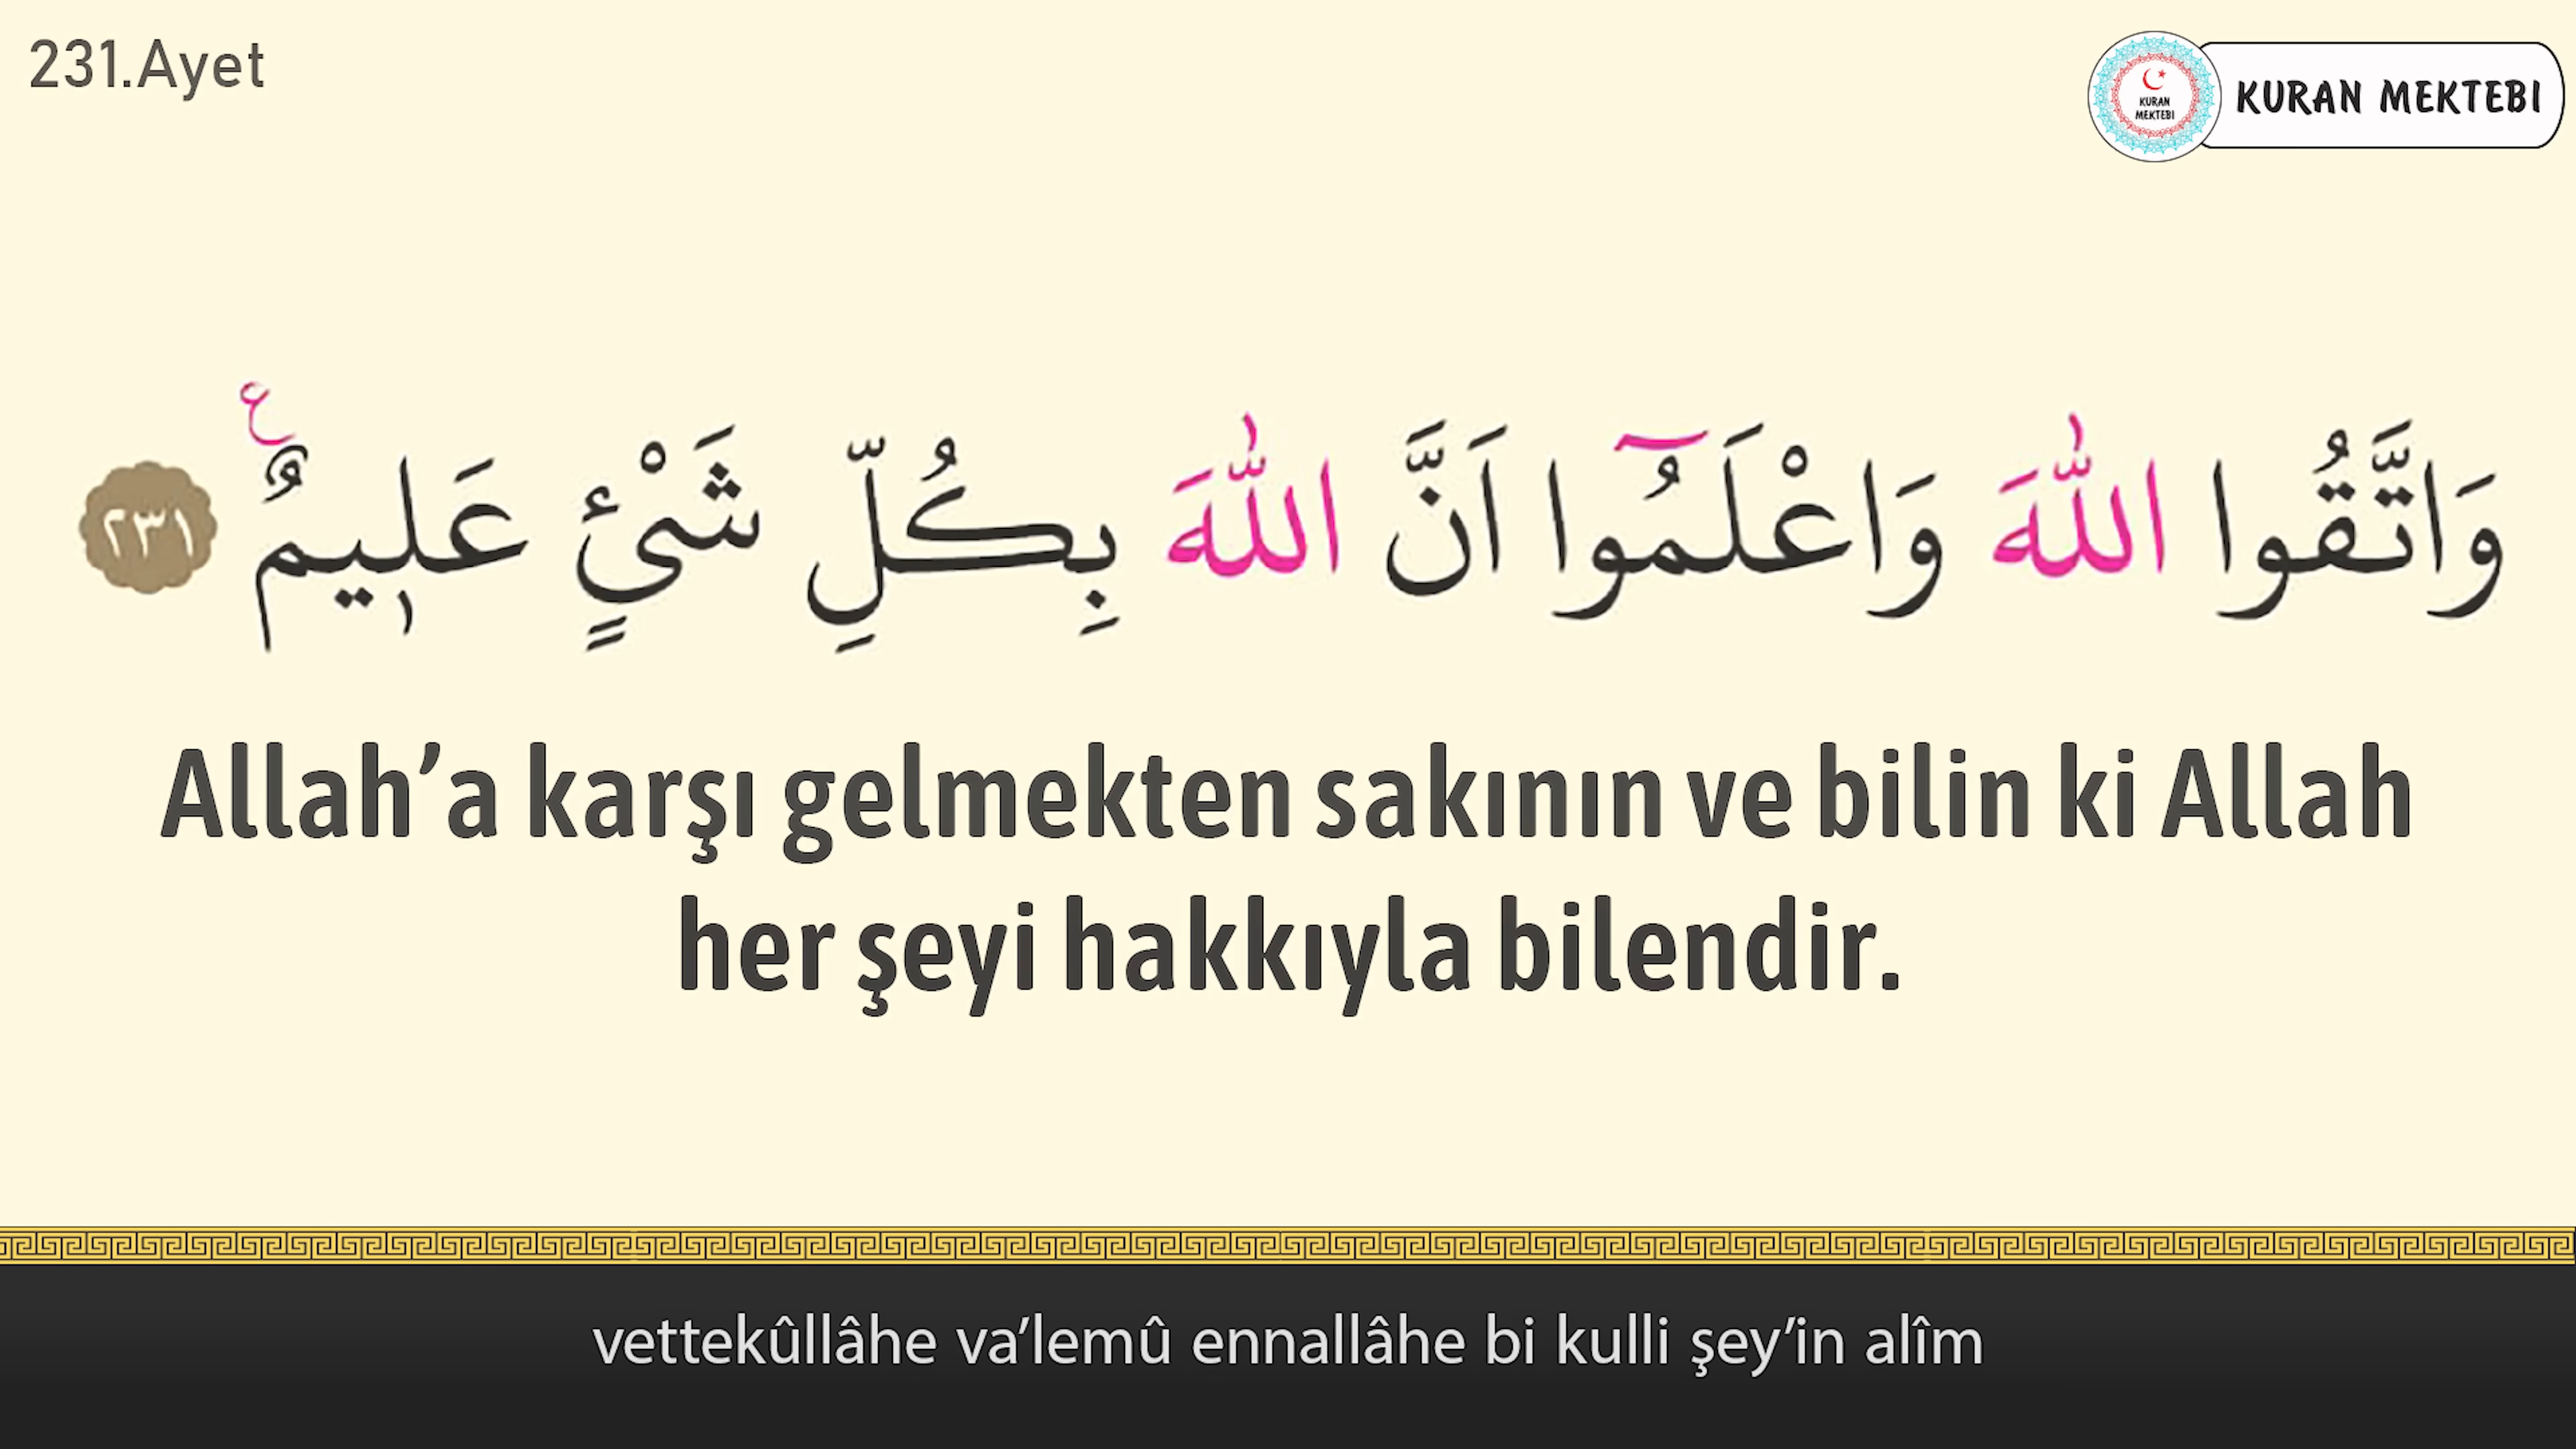 231.Ayet
KURAN MEKTEBI
KURAN MEKTEBI
وَاتَّقُوا اللّٰهَ وَاعْلَمُٓوا اَنَّ اللّٰهَ بِكُلِّ شَيْئٍ عَل۪يمٌ۟ ع ﴿٢٣١﴾
Allah’a karşı gelmekten sakının ve bilin ki Allah
her şeyi hakkıyla bilendir.
vettekûllâhe va’lemû ennallâhe bi kulli şey’in alîm